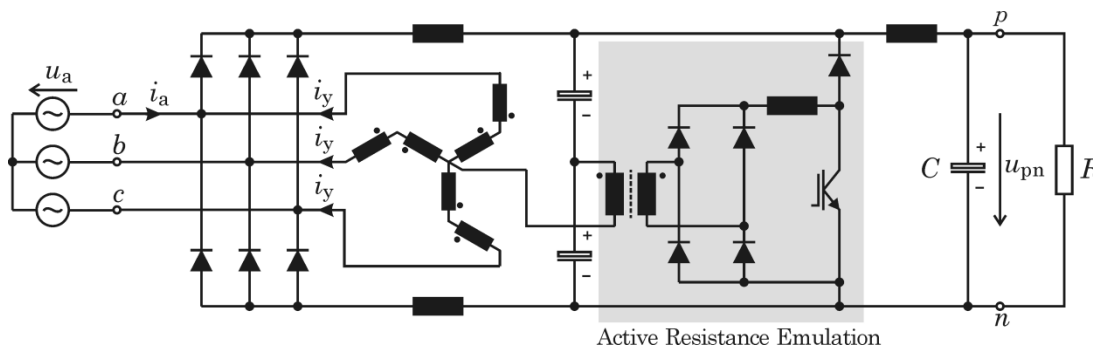 p
u_a
a
i_a
i_y
b
i_y
c
i_y
+
−
+
−
C
+
−
u_pn
R
n
Active Resistance Emulation